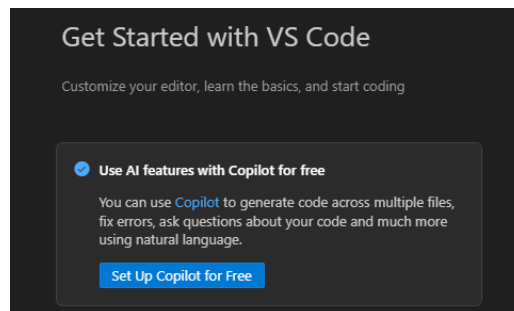 Get Started with VS Code
Customize your editor, learn the basics, and start coding
Use AI features with Copilot for free
You can use Copilot to generate code across multiple files,
fix errors, ask questions about your code and much more
using natural language.
Set Up Copilot for Free